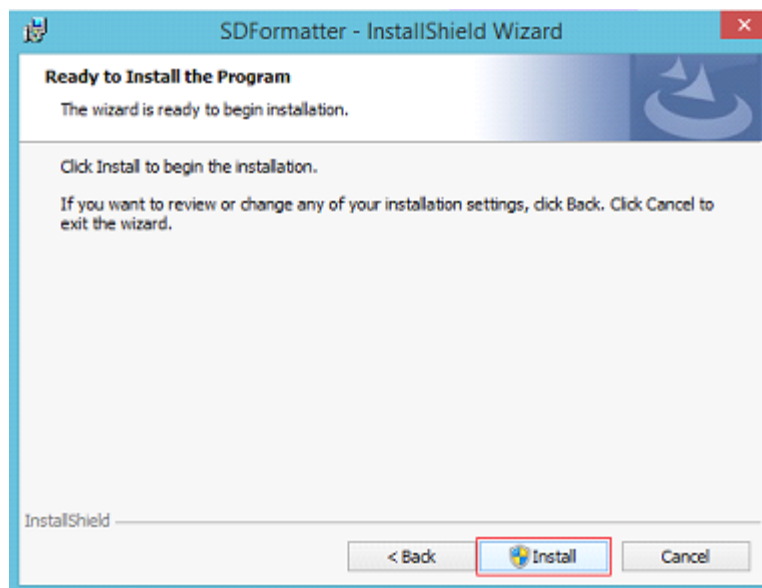 SDFormatter - InstallShield Wizard
Ready to Install the Program
The wizard is ready to begin installation.
Click Install to begin the installation.
If you want to review or change any of your installation settings, click Back. Click Cancel to
exit the wizard.
InstallShield
< Back Install Cancel